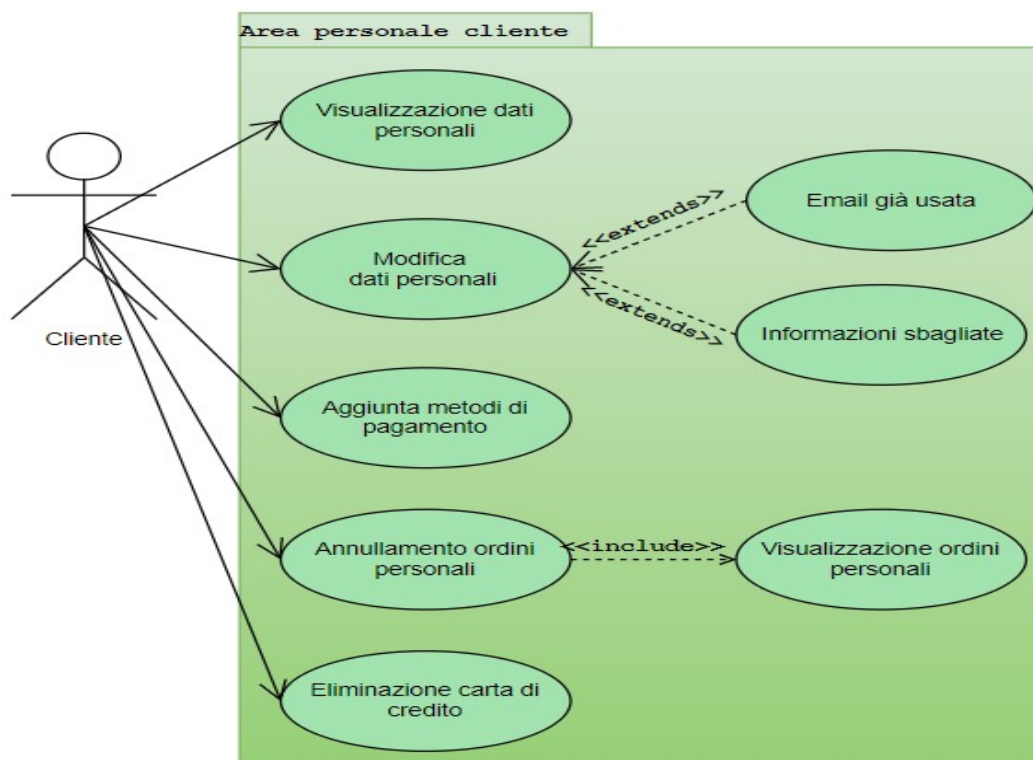 Area personale cliente
Visualizzazione dati
personali
Cliente
Modifica
dati personali
<<extends>>
Email già usata
<<extends>>
Informazioni sbagliate
Aggiunta metodi di
pagamento
Annullamento ordini
personali
<<include>>
Visualizzazione ordini
personali
Eliminazione carta di
credito